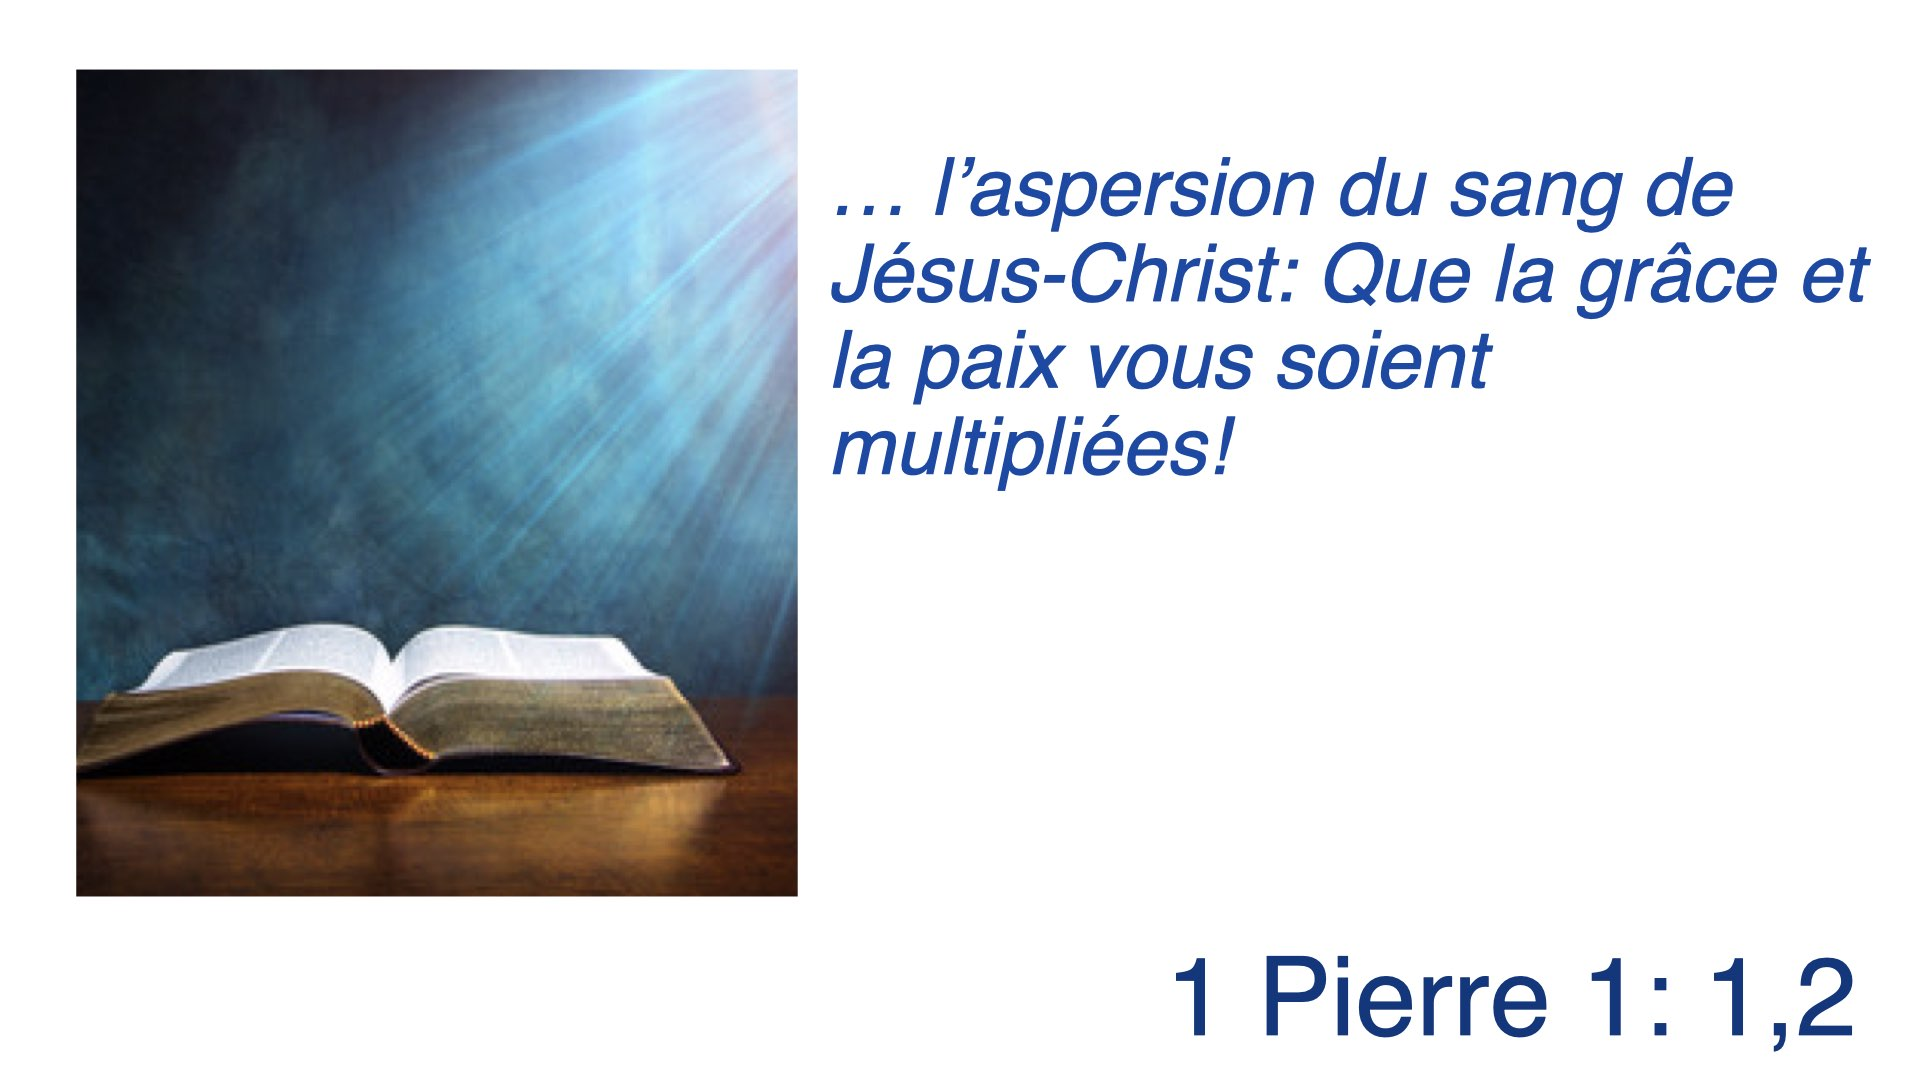 … l’aspersion du sang de
Jésus-Christ: Que la grâce et
la paix vous soient
multipliées!
1 Pierre 1: 1,2